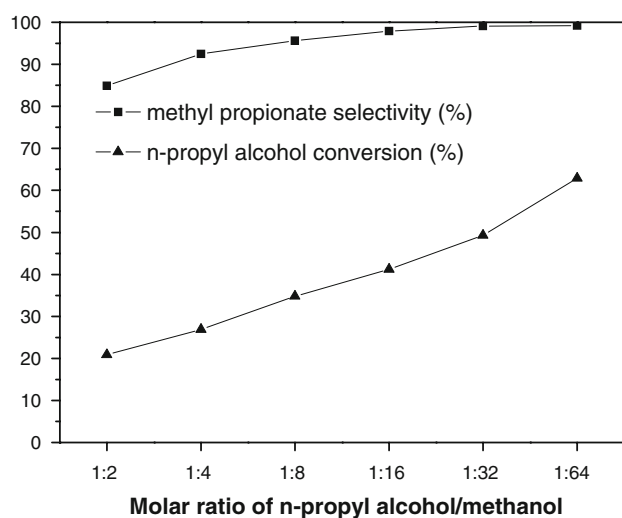 100
90
80
70
60
50
40
30
20
10
0
methyl propionate selectivity (%)
n-propyl alcohol conversion (%)
1:2 1:4 1:8 1:16 1:32 1:64
Molar ratio of n-propyl alcohol/methanol